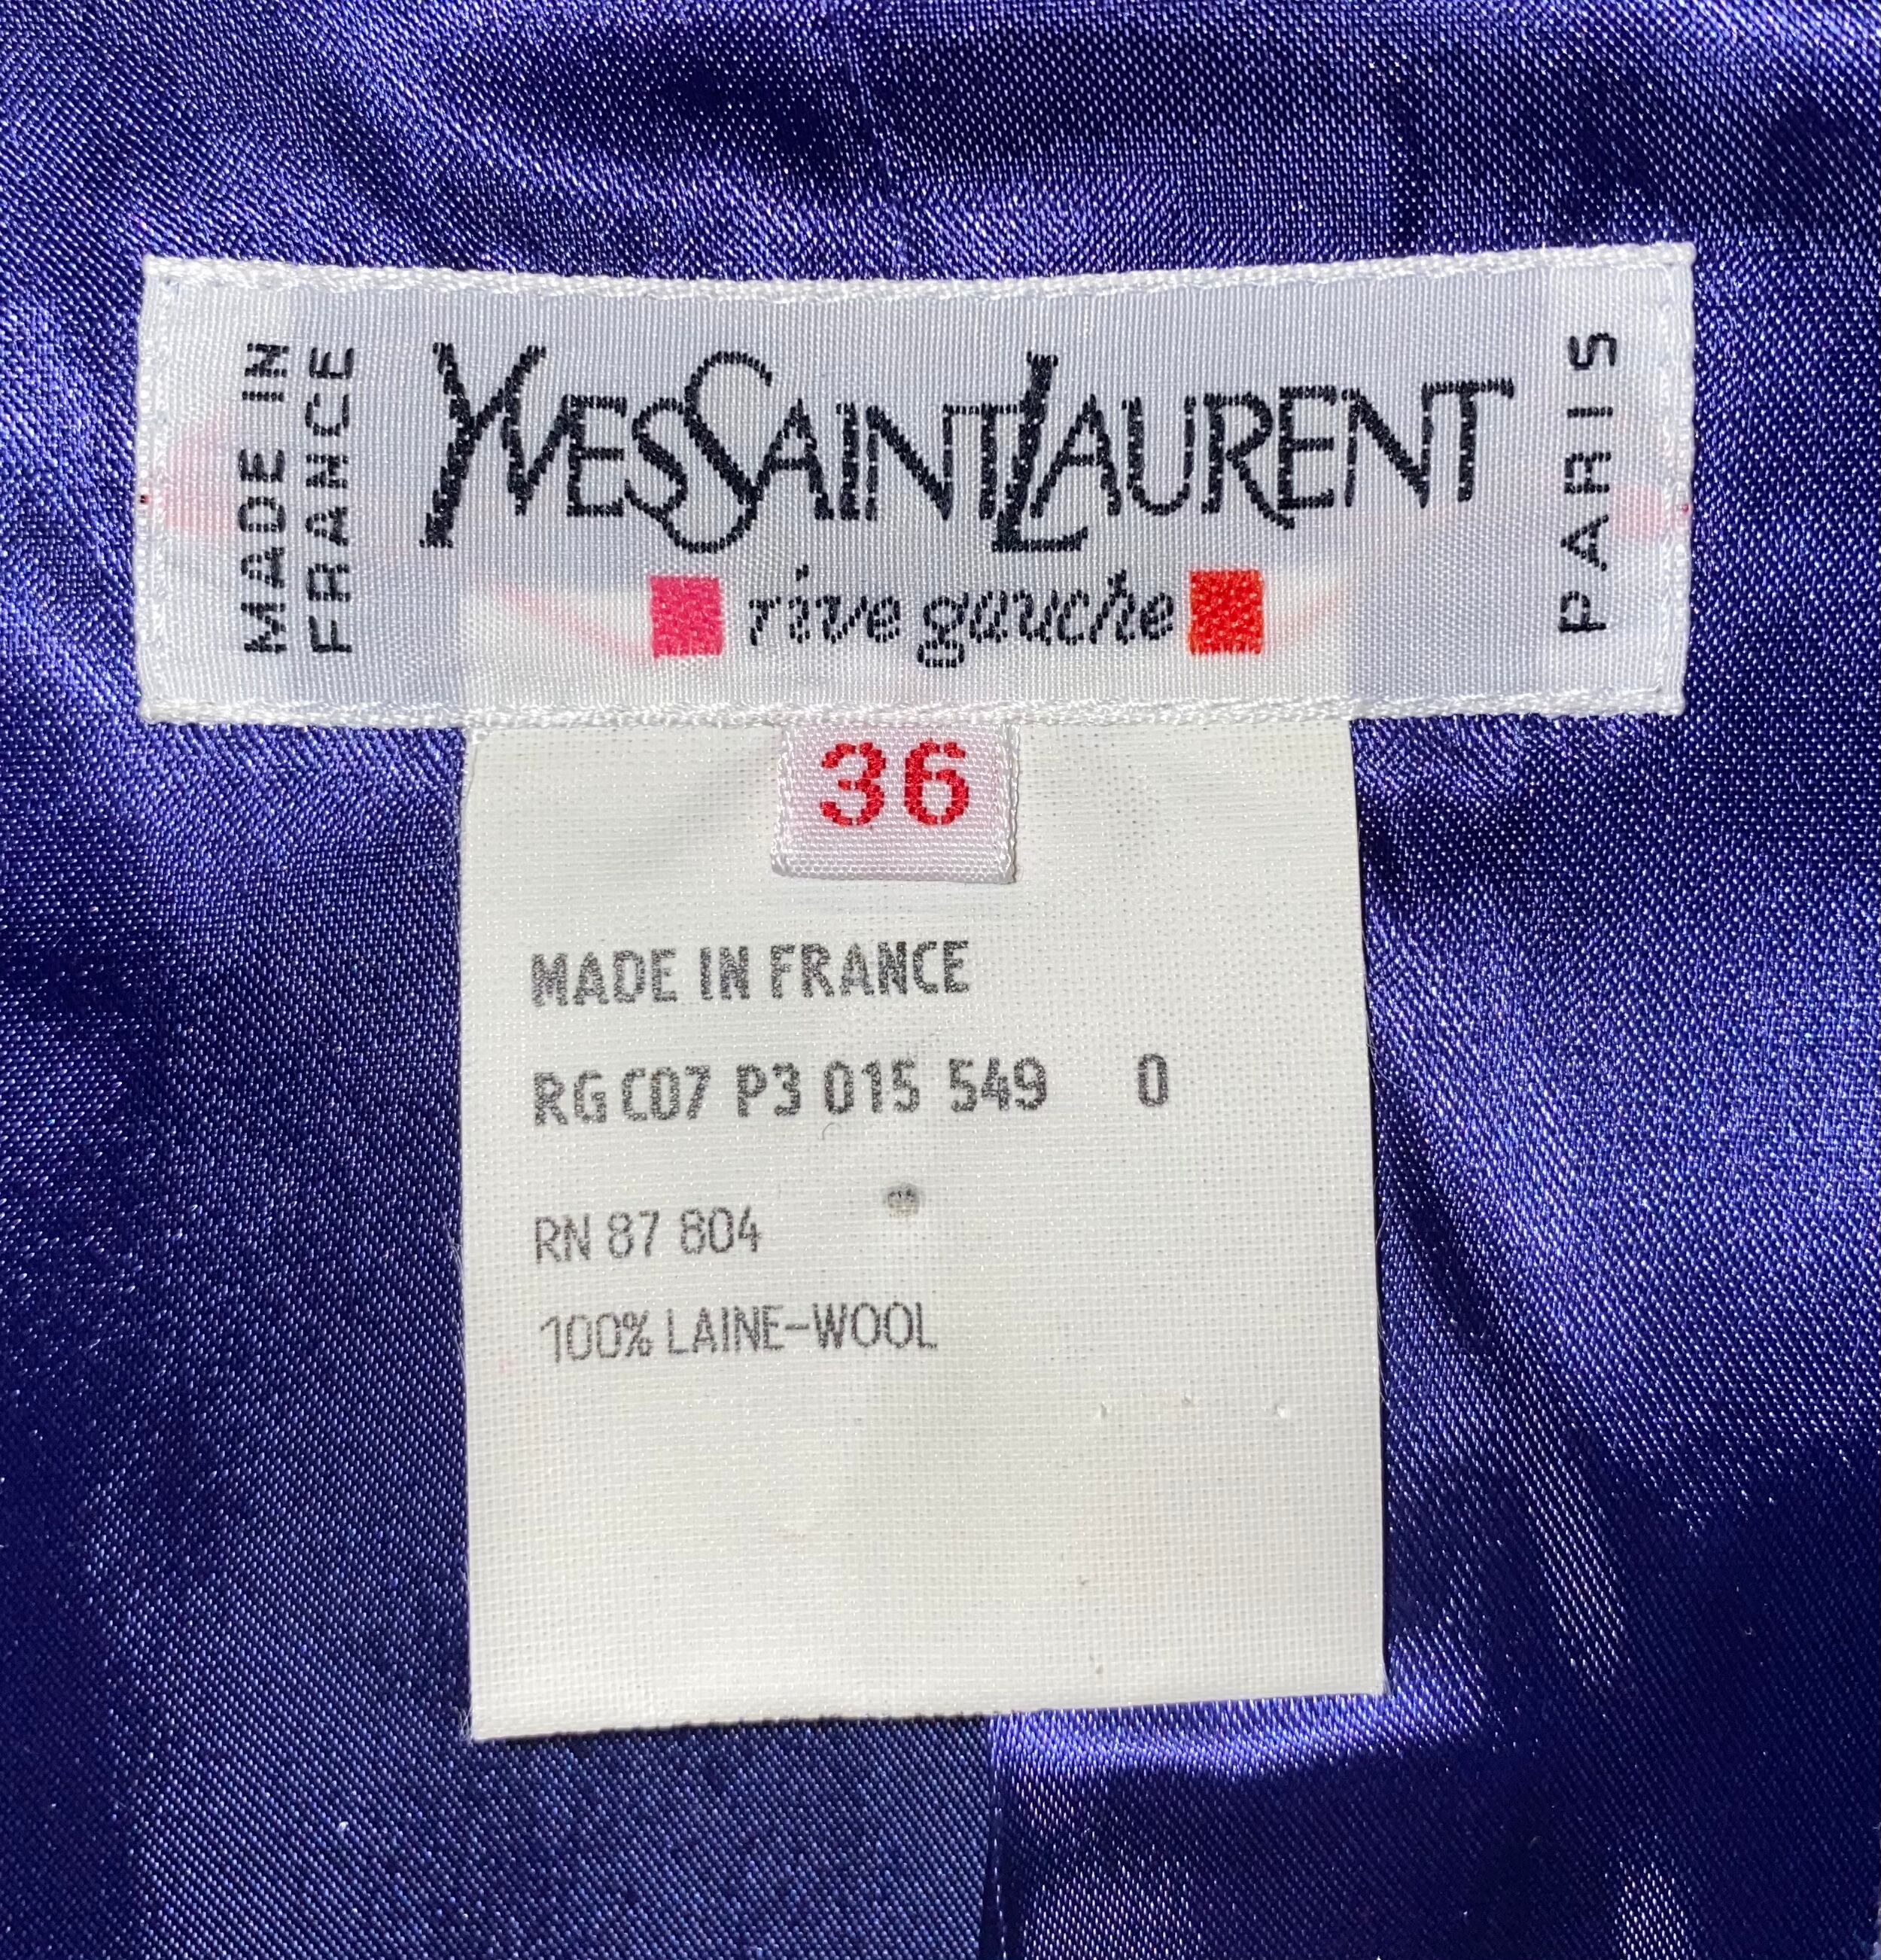 MADE IN
FRANCE
YVESSAINTLAURENT
rive gauche
PARIS
36
MADE IN FRANCE
RG C07 P3 015 549 0
RN 87 804
100% LAINE-WOOL